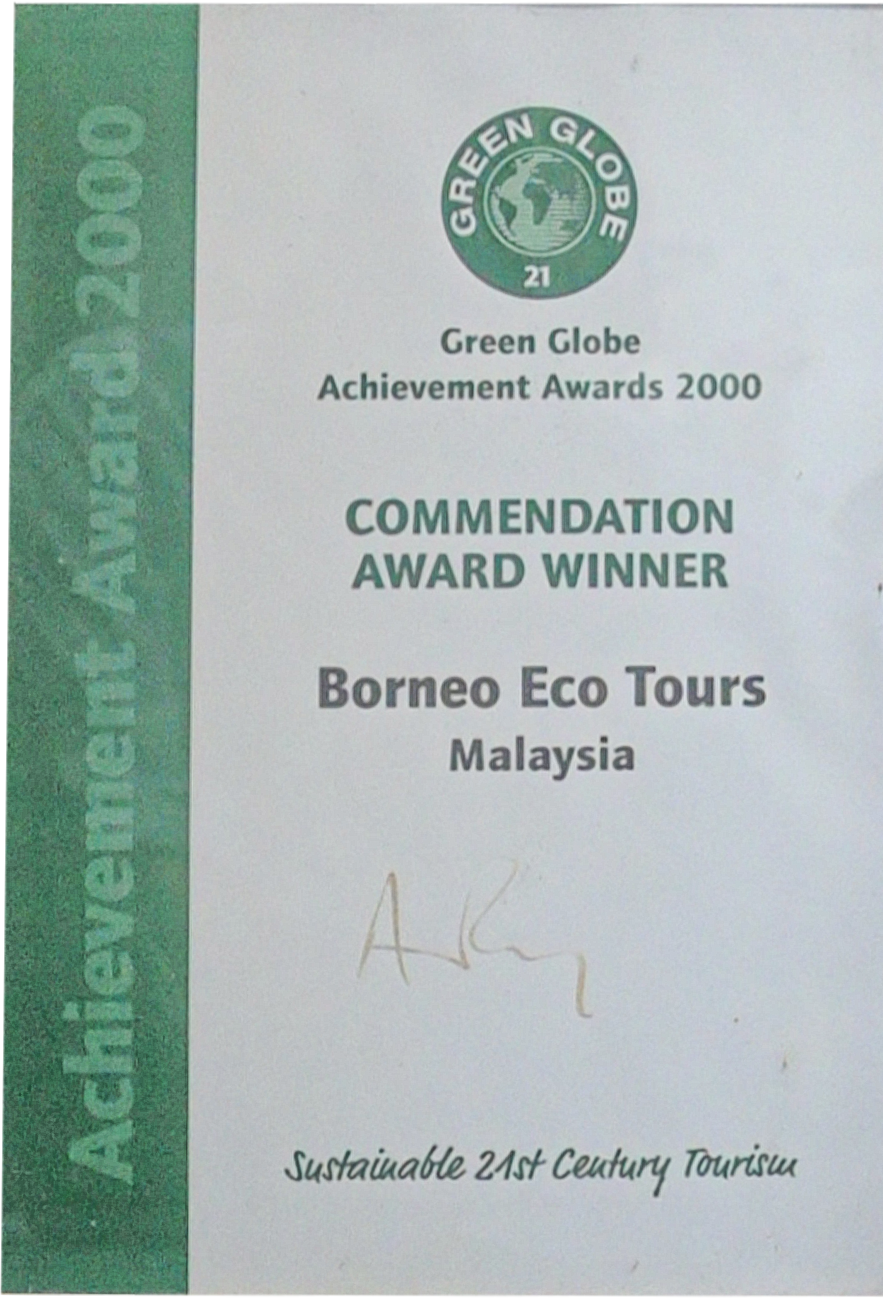 Achievement Award 2000
GREEN GLOBE
21
Green Globe
Achievement Awards 2000
COMMENDATION
AWARD WINNER
Borneo Eco Tours
Malaysia
Sustainable 21st Century Tourism